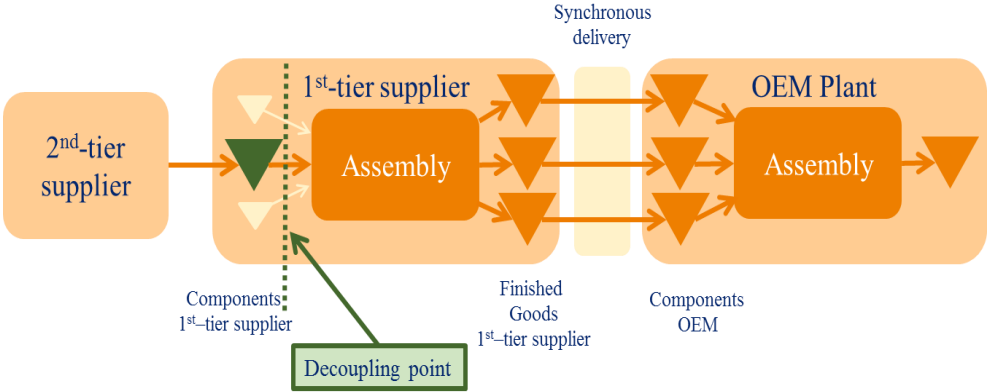 Synchronous
delivery
2nd-tier
supplier
1st-tier supplier
Assembly
OEM Plant
Assembly
Components
1st–tier supplier
Finished
Goods
1st–tier supplier
Components
OEM
Decoupling point